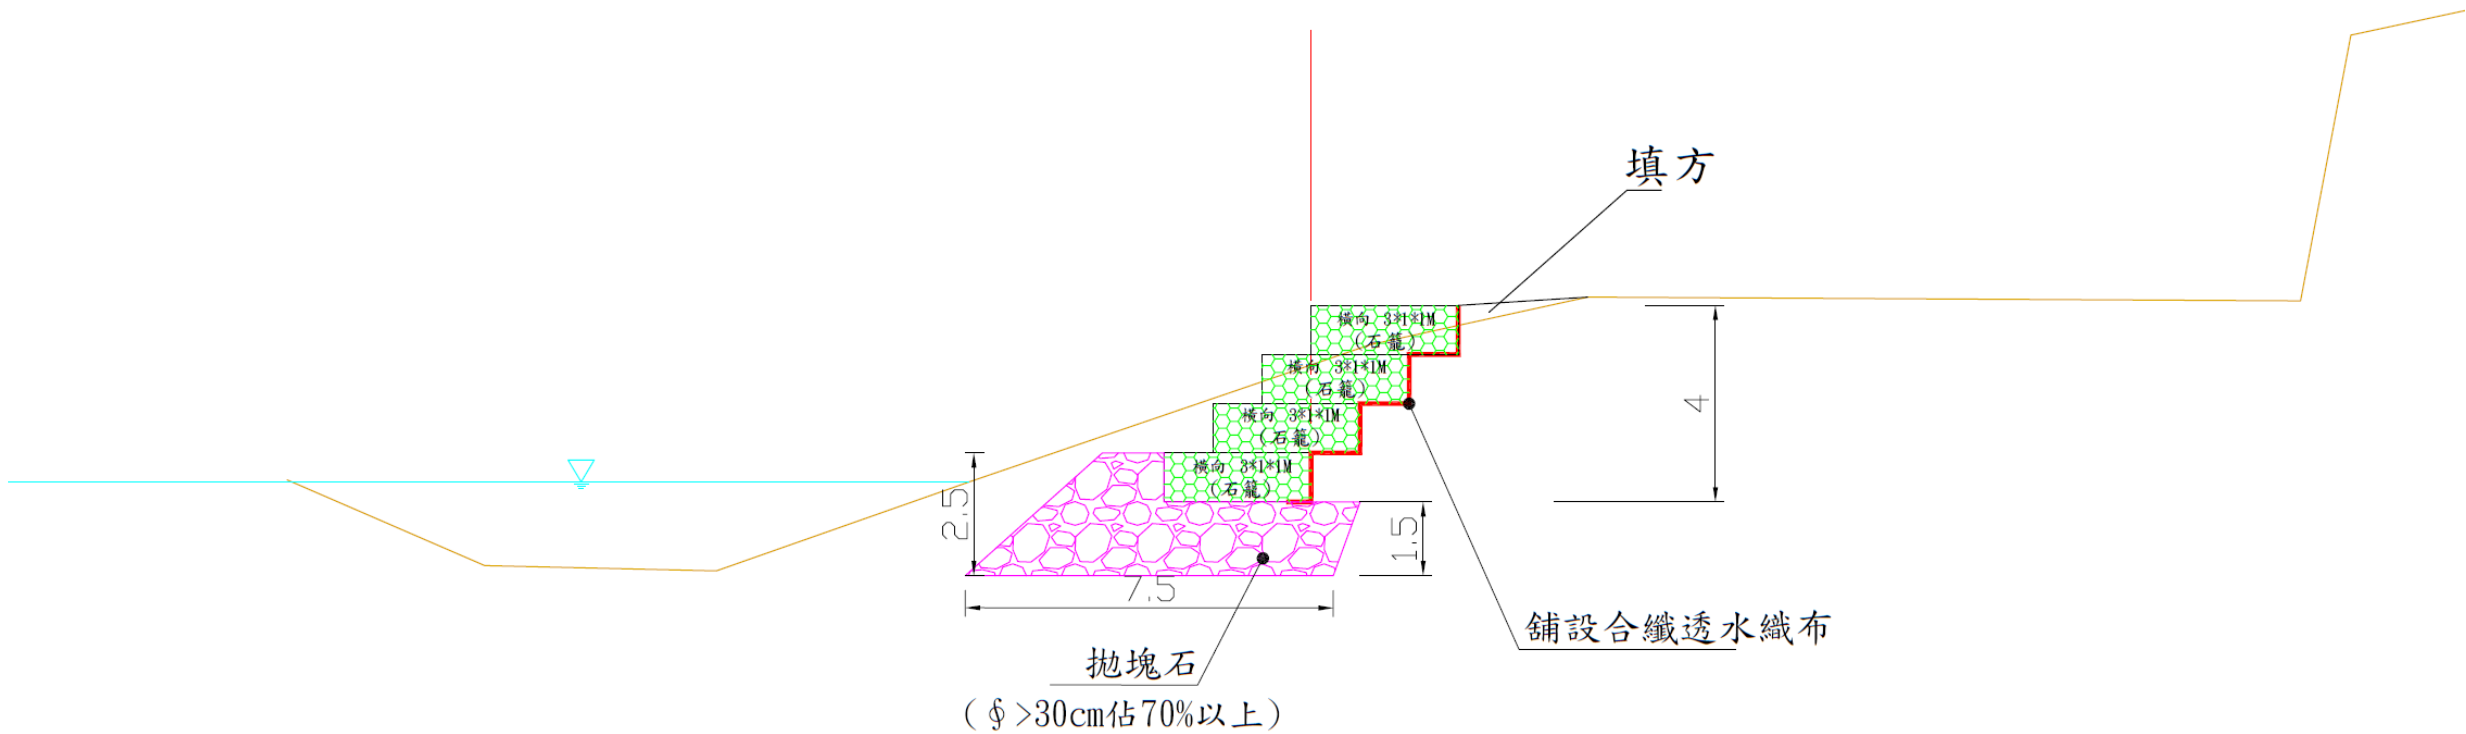 填方
橫向 3*1*1M
(石籠)
橫向 3*1*1M
(石籠)
橫向 3*1*1M
(石籠)
橫向 3*1*1M
(石籠)
4
2.5
1.5
7.5
舖設合纖透水織布
拋塊石
(∮>30cm佔70%以上)